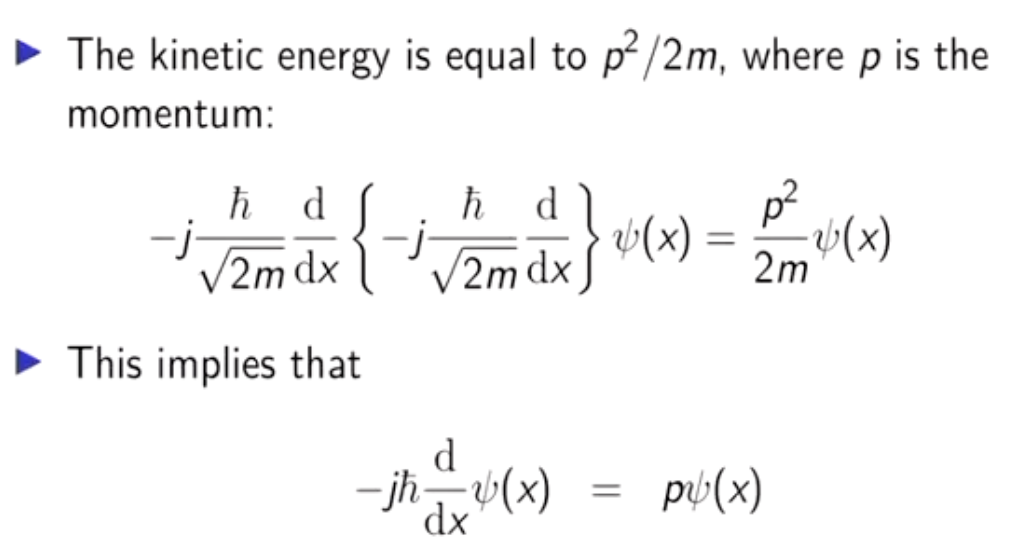 ▶ The kinetic energy is equal to p²/2m, where p is the
momentum:
−j ħ/√2m d/dx {−j ħ/√2m d/dx} ψ(x) = p²/2m ψ(x)
▶ This implies that
−jħ d/dx ψ(x) = pψ(x)